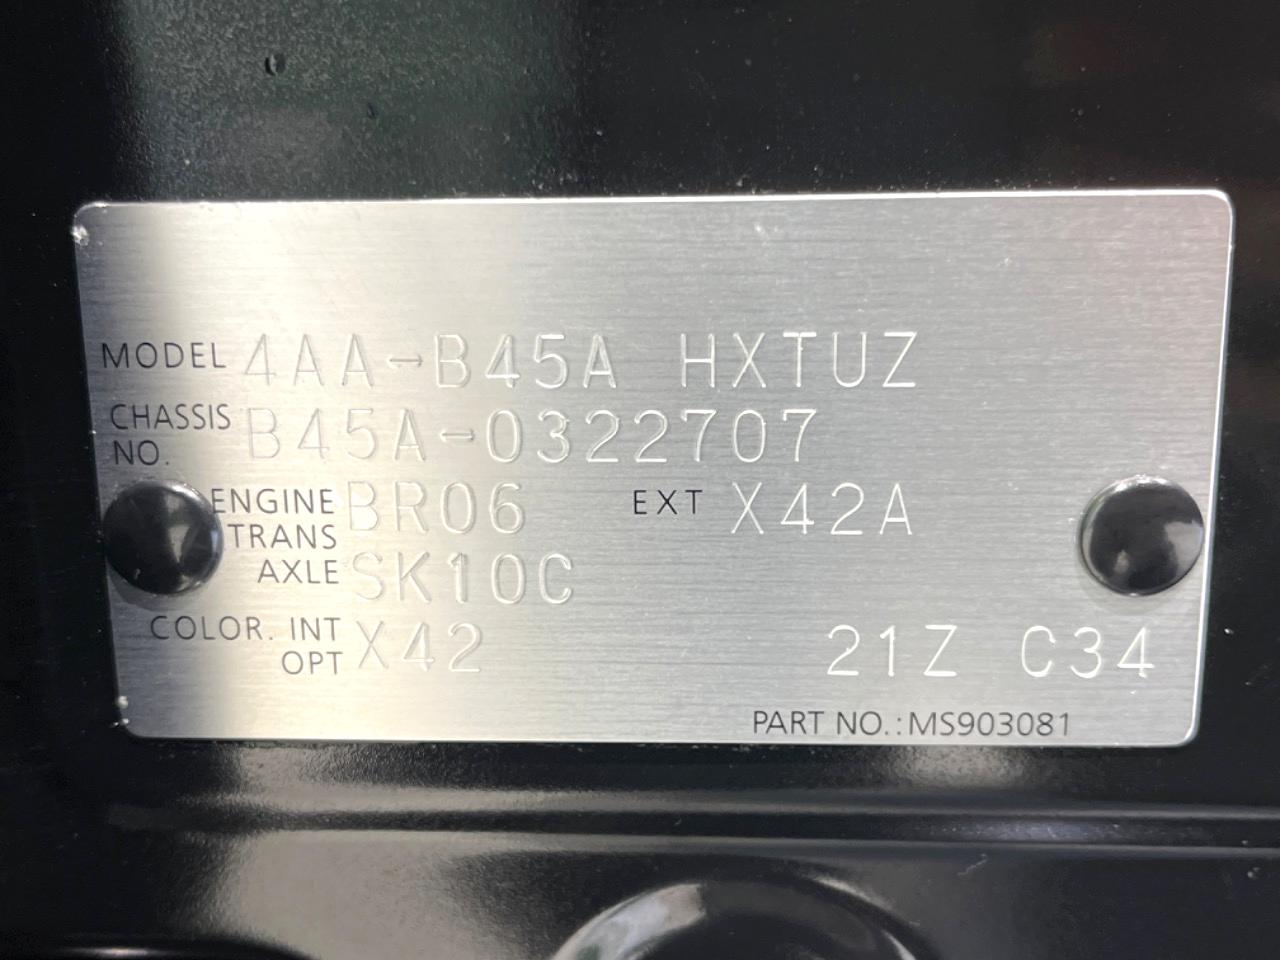 MODEL 4AA-B45A HXTUZ
CHASSIS NO. B45A-0322707
ENGINE BR06 EXT X42A
TRANS AXLE SK10C
COLOR. INT OPT X42 21Z C34
PART NO.: MS903081